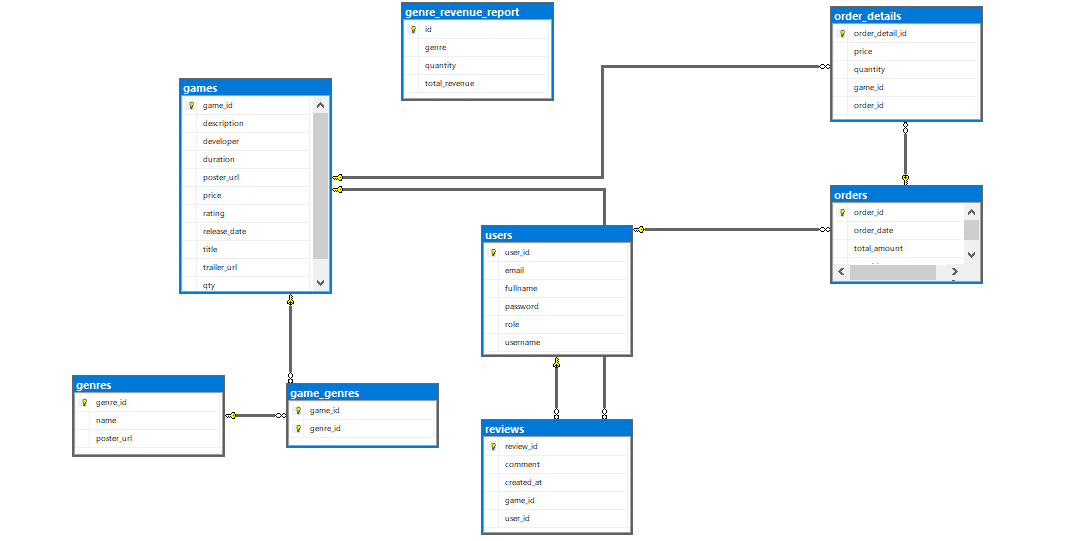 genre_revenue_report
id
genre
quantity
total_revenue
order_details
order_detail_id
price
quantity
game_id
order_id
games
game_id
description
developer
duration
poster_url
price
rating
release_date
title
trailer_url
qty
orders
order_id
order_date
total_amount
users
user_id
email
fullname
password
role
username
genres
genre_id
name
poster_url
game_genres
game_id
genre_id
reviews
review_id
comment
created_at
game_id
user_id